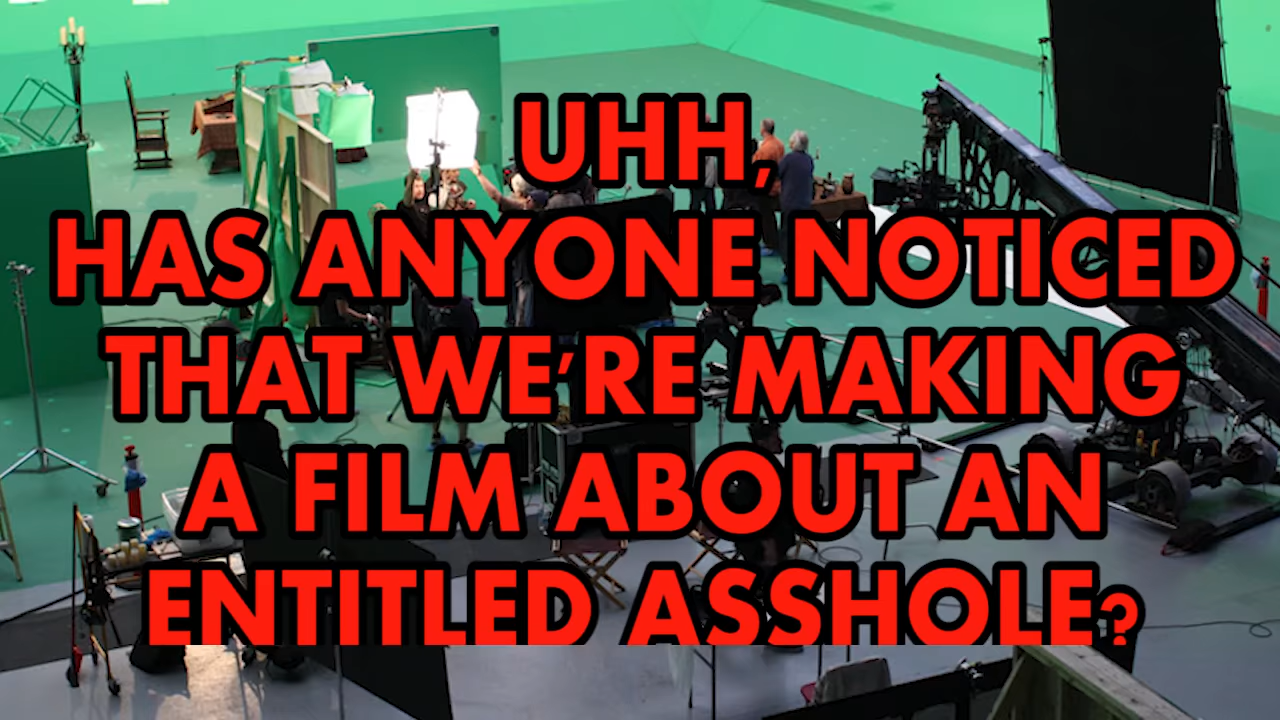 UHH,
HAS ANYONE NOTICED
THAT WE'RE MAKING
A FILM ABOUT AN
ENTITLED ASSHOLE?